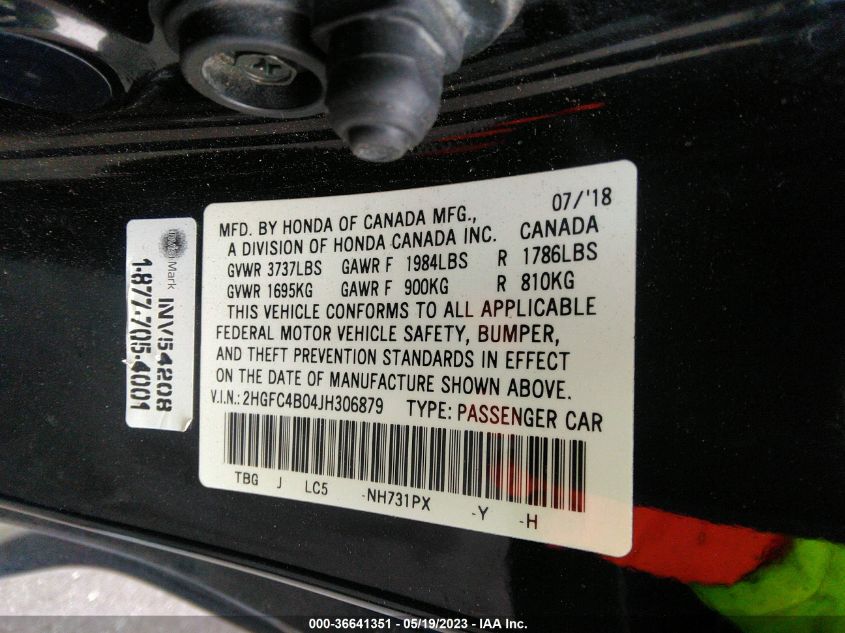 07/'18
MFD. BY HONDA OF CANADA MFG.,
A DIVISION OF HONDA CANADA INC. CANADA
GVWR 3737LBS GAWR F 1984LBS R 1786LBS
GVWR 1695KG GAWR F 900KG R 810KG
THIS VEHICLE CONFORMS TO ALL APPLICABLE
FEDERAL MOTOR VEHICLE SAFETY, BUMPER,
AND THEFT PREVENTION STANDARDS IN EFFECT
ON THE DATE OF MANUFACTURE SHOWN ABOVE.
V.I.N.: 2HGFC4B04JH306879 TYPE: PASSENGER CAR
TBG J LC5 -NH731PX -Y -H
Mark INV54208
1-877-705-4001
000-36641351 - 05/19/2023 - IAA Inc.